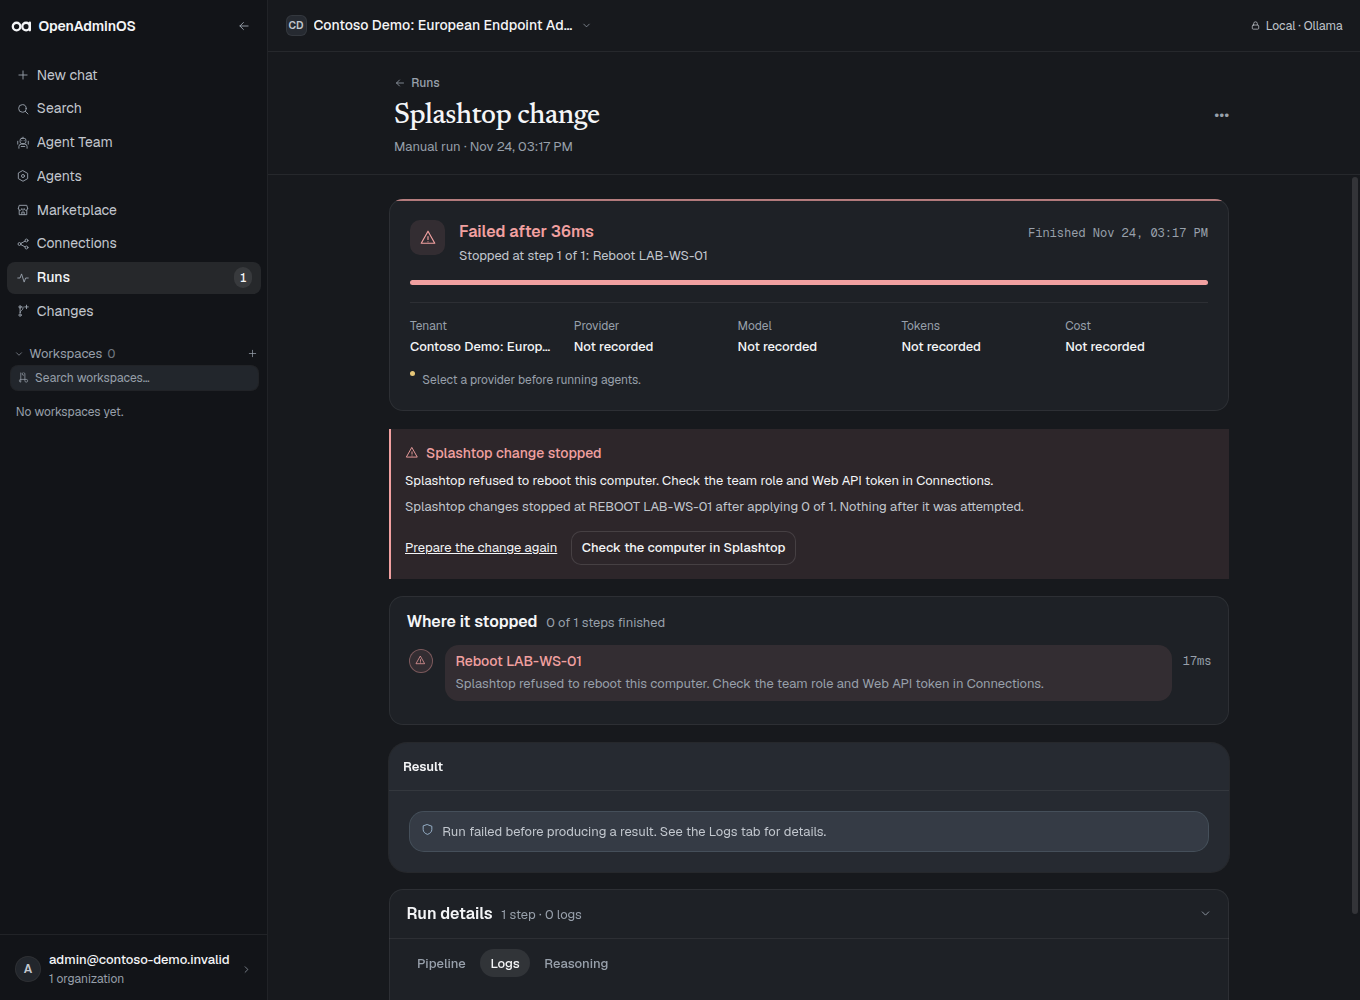 OpenAdminOS
New chat
Search
Agent Team
Agents
Marketplace
Connections
Runs 1
Changes
Workspaces 0
Search workspaces...
No workspaces yet.
A
admin@contoso-demo.invalid
1 organization
CD Contoso Demo: European Endpoint Ad...
Local · Ollama
Runs
Splashtop change
Manual run · Nov 24, 03:17 PM
Failed after 36ms
Finished Nov 24, 03:17 PM
Stopped at step 1 of 1: Reboot LAB-WS-01
Tenant Provider Model Tokens Cost
Contoso Demo: Europ... Not recorded Not recorded Not recorded Not recorded
Select a provider before running agents.
Splashtop change stopped
Splashtop refused to reboot this computer. Check the team role and Web API token in Connections.
Splashtop changes stopped at REBOOT LAB-WS-01 after applying 0 of 1. Nothing after it was attempted.
Prepare the change again Check the computer in Splashtop
Where it stopped 0 of 1 steps finished
Reboot LAB-WS-01 17ms
Splashtop refused to reboot this computer. Check the team role and Web API token in Connections.
Result
Run failed before producing a result. See the Logs tab for details.
Run details 1 step · 0 logs
Pipeline Logs Reasoning